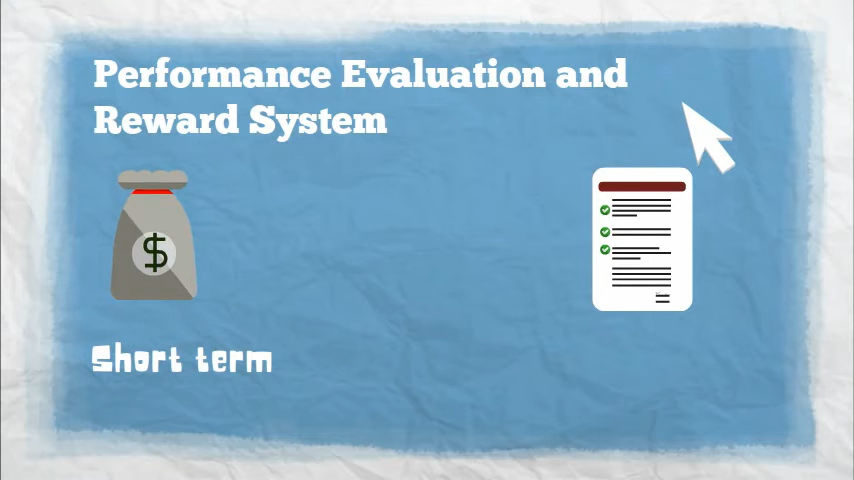 Performance Evaluation and
Reward System
$
Short term